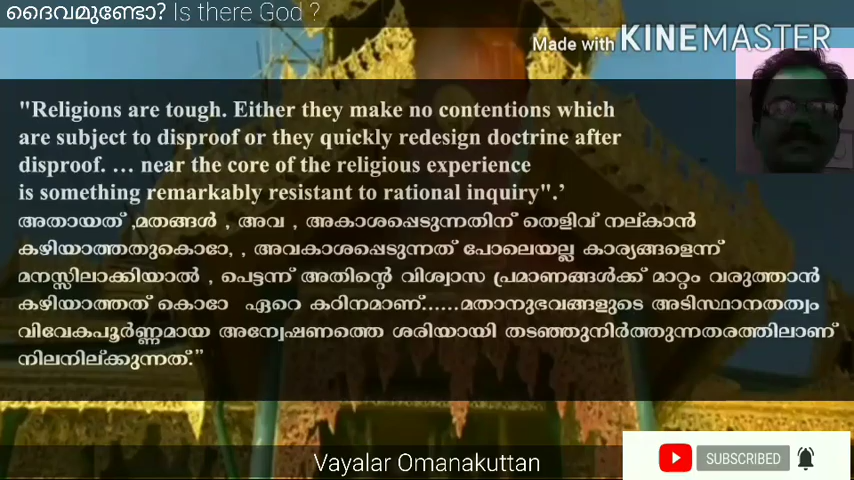 ദൈവമുണ്ടോ? Is there God ?
Made with KINEMASTER
"Religions are tough. Either they make no contentions which
are subject to disproof or they quickly redesign doctrine after
disproof. … near the core of the religious experience
is something remarkably resistant to rational inquiry".’
അതായത് ,മതങ്ങൾ , അവ , അകാശപ്പെടുന്നതിന് തെളിവ് നല്കാൻ
കഴിയാത്തതുകൊോ, , അവകാശപ്പെടുന്നത് പോലെയല്ല കാര്യങ്ങളെന്ന്
മനസ്സിലാക്കിയാൽ , പെട്ടന്ന് അതിന്റെ വിശ്വാസ പ്രമാണങ്ങൾക്ക് മാറ്റം വരുത്താൻ
കഴിയാത്തത് കൊോ ഏറെ കഠിനമാണ്......മതാനുഭവങ്ങളുടെ അടിസ്ഥാനതത്വം
വിവേകപൂർണ്ണമായ അന്വേഷണത്തെ ശരിയായി തടഞ്ഞുനിർത്തുന്നതരത്തിലാണ്
നിലനില്ക്കുന്നത്.”
Vayalar Omanakuttan
SUBSCRIBED